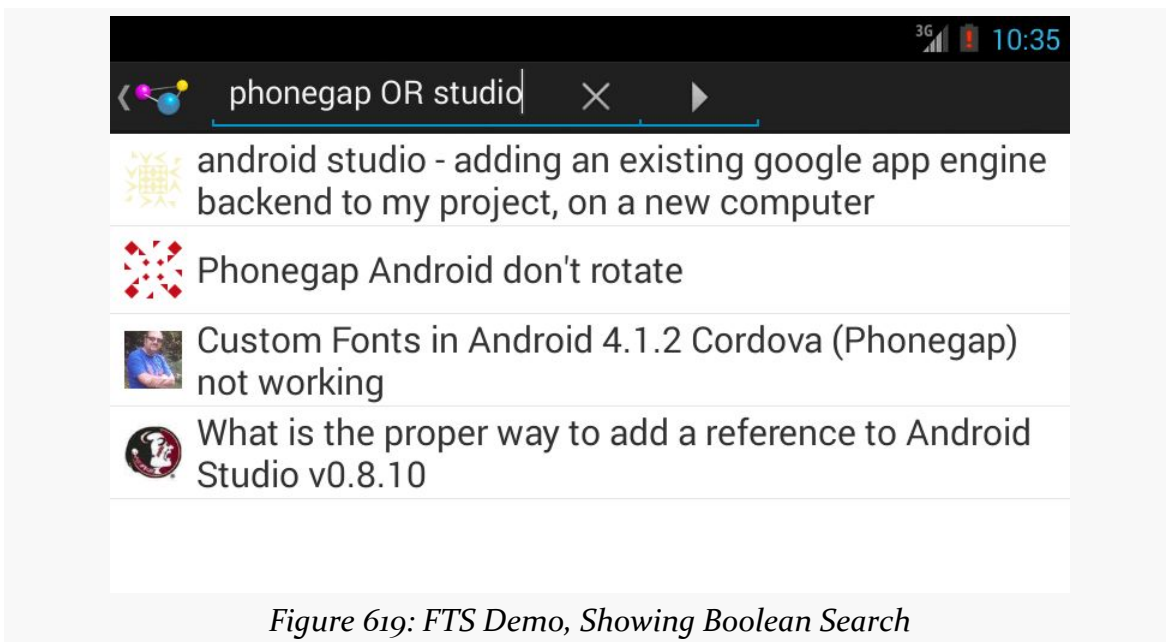 3G 10:35
phonegap OR studio
android studio - adding an existing google app engine
backend to my project, on a new computer
Phonegap Android don't rotate
Custom Fonts in Android 4.1.2 Cordova (Phonegap)
not working
What is the proper way to add a reference to Android
Studio v0.8.10
Figure 619: FTS Demo, Showing Boolean Search